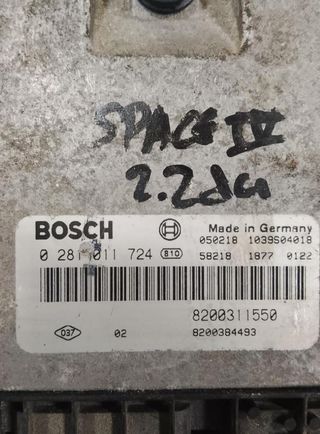 SPACE IV
2.2dci
BOSCH Made in Germany
050218 1039S04018
0 281 011 724 810 58218 1877 0122
8200311550
037 02 8200384493